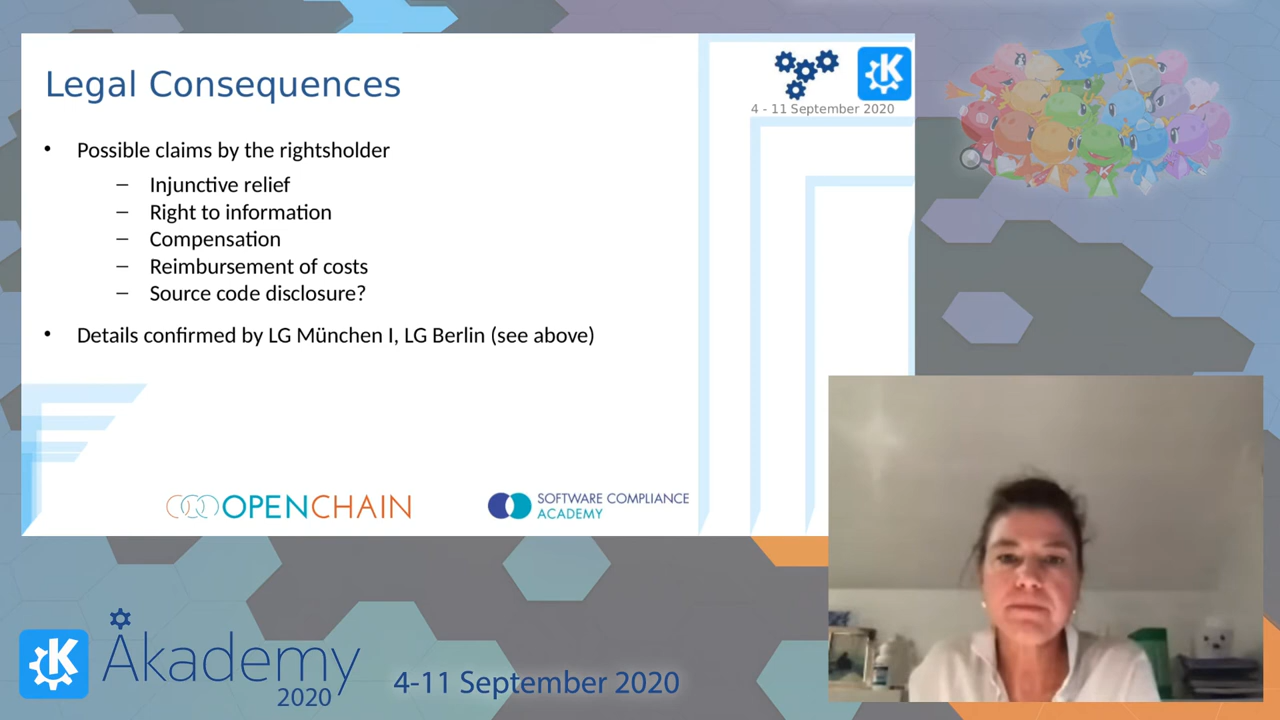 Legal Consequences
4 - 11 September 2020
• Possible claims by the rightsholder
– Injunctive relief
– Right to information
– Compensation
– Reimbursement of costs
– Source code disclosure?
• Details confirmed by LG München I, LG Berlin (see above)
OPENCHAIN
SOFTWARE COMPLIANCE
ACADEMY
Akademy
2020
4-11 September 2020